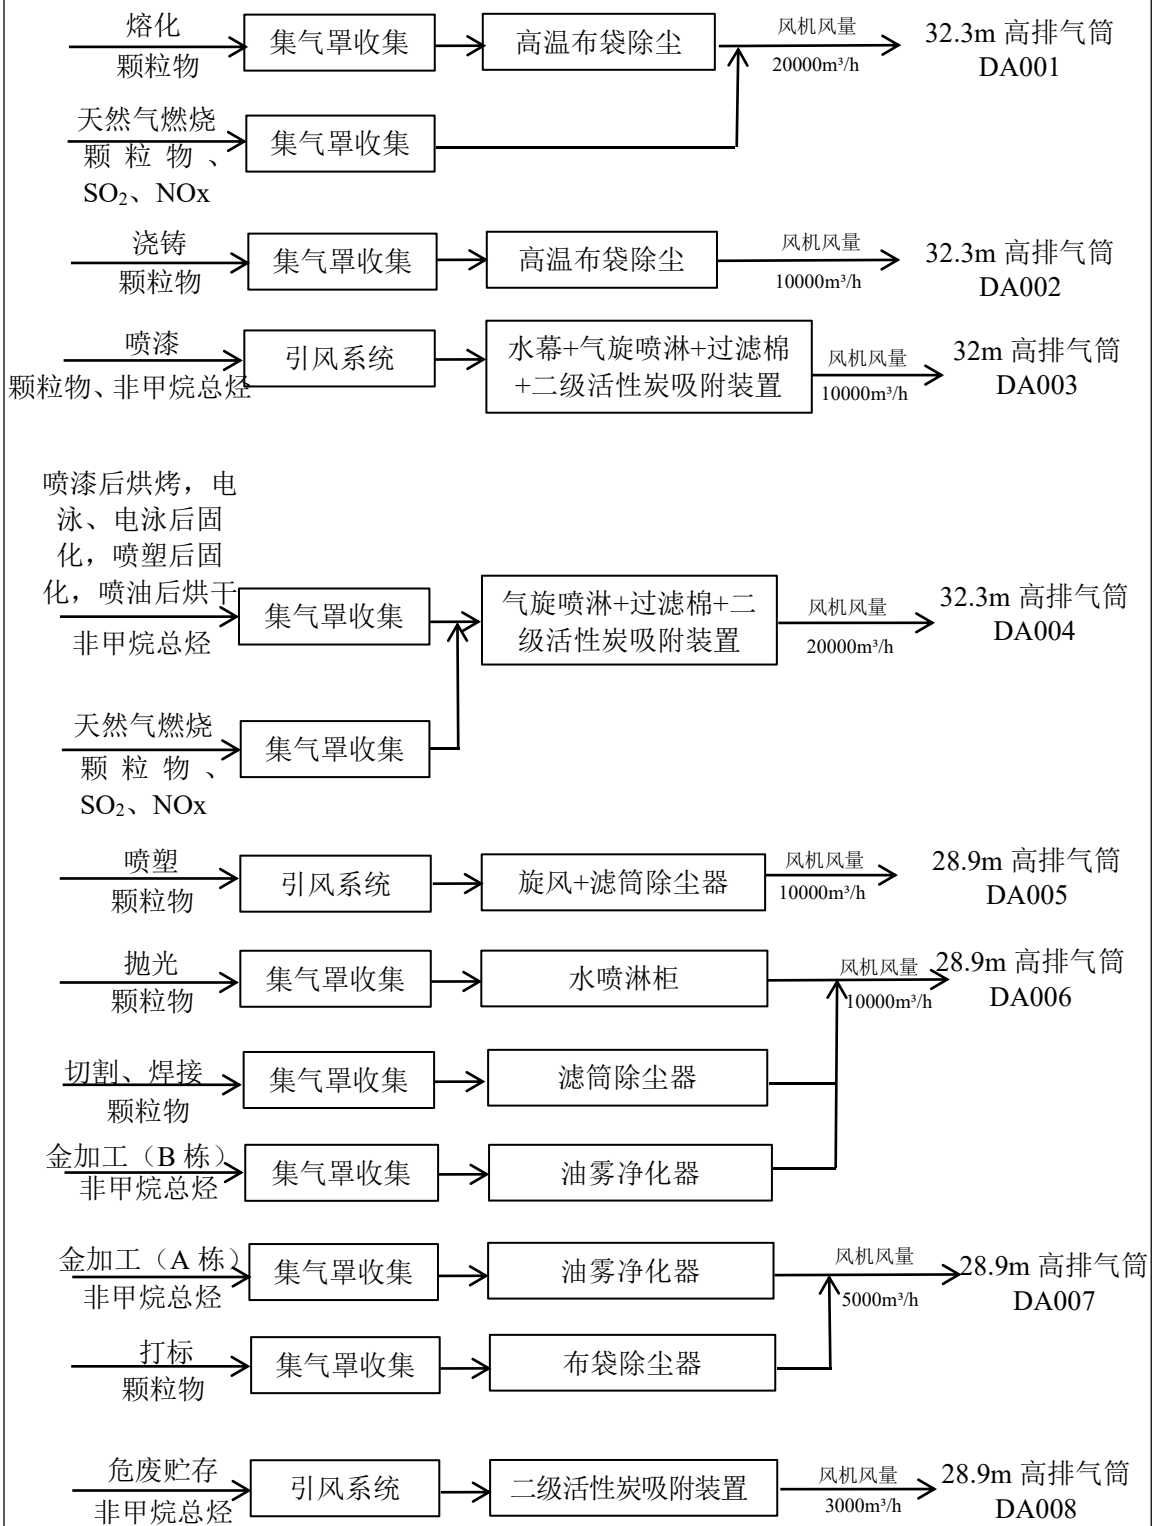 熔化
颗粒物
集气罩收集
高温布袋除尘
风机风量
20000m³/h
32.3m 高排气筒
DA001
天然气燃烧
颗粒物、
SO₂、NOx
集气罩收集
浇铸
颗粒物
集气罩收集
高温布袋除尘
风机风量
10000m³/h
32.3m 高排气筒
DA002
喷漆
颗粒物、非甲烷总烃
引风系统
水幕+气旋喷淋+过滤棉
+二级活性炭吸附装置
风机风量
10000m³/h
32m 高排气筒
DA003
喷漆后烘烤，电
泳、电泳后固
化，喷塑后固
化，喷油后烘干
非甲烷总烃
集气罩收集
气旋喷淋+过滤棉+二
级活性炭吸附装置
风机风量
20000m³/h
32.3m 高排气筒
DA004
天然气燃烧
颗粒物、
SO₂、NOx
集气罩收集
喷塑
颗粒物
引风系统
旋风+滤筒除尘器
风机风量
10000m³/h
28.9m 高排气筒
DA005
抛光
颗粒物
集气罩收集
水喷淋柜
风机风量
10000m³/h
28.9m 高排气筒
DA006
切割、焊接
颗粒物
集气罩收集
滤筒除尘器
金加工（B 栋）
非甲烷总烃
集气罩收集
油雾净化器
金加工（A 栋）
非甲烷总烃
集气罩收集
油雾净化器
风机风量
5000m³/h
28.9m 高排气筒
DA007
打标
颗粒物
集气罩收集
布袋除尘器
危废贮存
非甲烷总烃
引风系统
二级活性炭吸附装置
风机风量
3000m³/h
28.9m 高排气筒
DA008